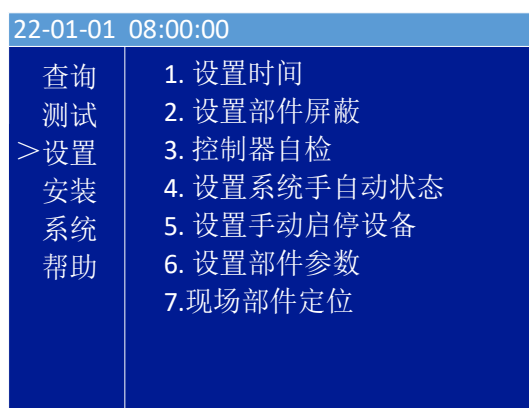 22-01-01 08:00:00
查询
测试
＞设置
安装
系统
帮助
1. 设置时间
2. 设置部件屏蔽
3. 控制器自检
4. 设置系统手自动状态
5. 设置手动启停设备
6. 设置部件参数
7.现场部件定位